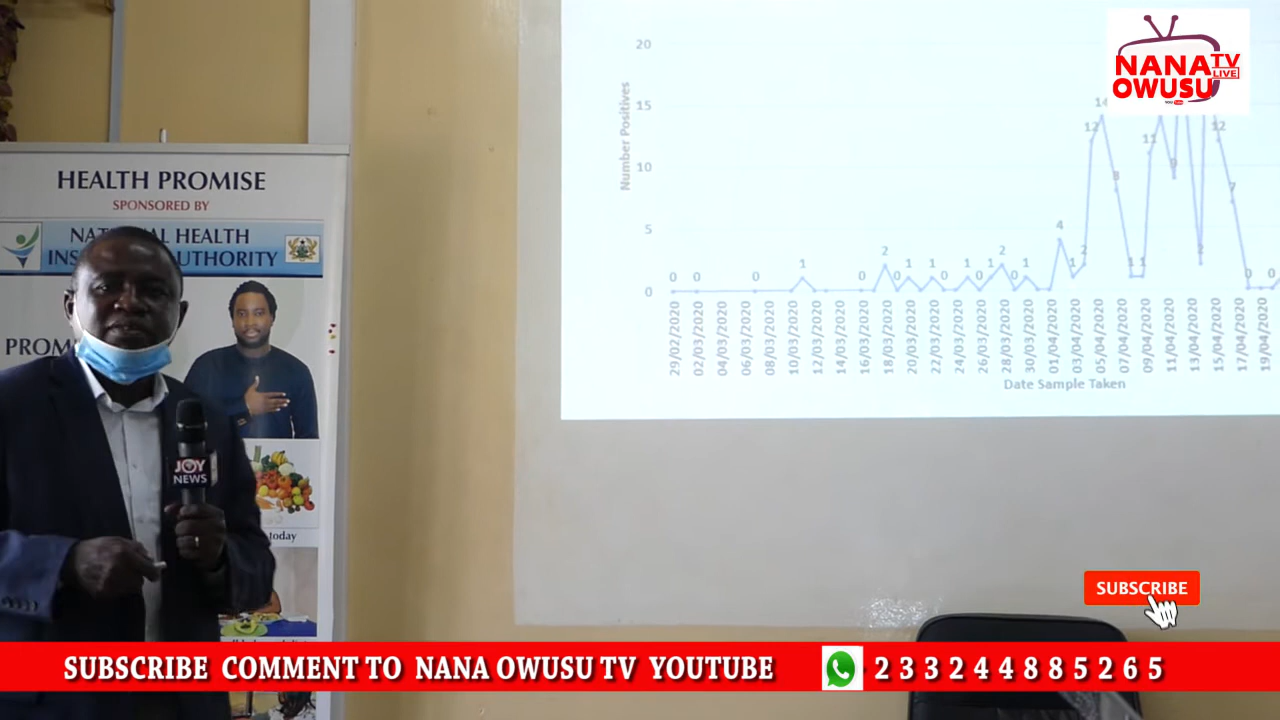 HEALTH PROMISE
SPONSORED BY
HEALTH
AUTHORITY
today
JOY
NEWS
20
15
10
5
0
Number Positives
0 0 0 1 0 2 0 1 1 0 1 0 2 0 1 4 1 2 12 14 8 1 1 11 9 2 12 7 0 0
29/02/2020
02/03/2020
04/03/2020
06/03/2020
08/03/2020
10/03/2020
12/03/2020
14/03/2020
16/03/2020
18/03/2020
20/03/2020
22/03/2020
24/03/2020
26/03/2020
28/03/2020
30/03/2020
01/04/2020
03/04/2020
05/04/2020
07/04/2020
09/04/2020
11/04/2020
13/04/2020
15/04/2020
17/04/2020
19/04/2020
Date Sample Taken
NANA TV
LIVE
OWUSU
SUBSCRIBE
SUBSCRIBE COMMENT TO NANA OWUSU TV YOUTUBE
233244885265